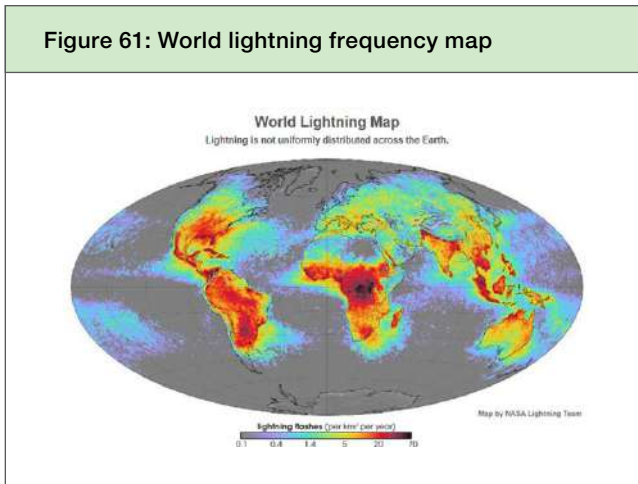 Figure 61: World lightning frequency map
World Lightning Map
Lightning is not uniformly distributed across the Earth.
Map by NASA Lightning Team
lightning flashes (per km² per year)
0.1 0.4 1.4 5 20 70